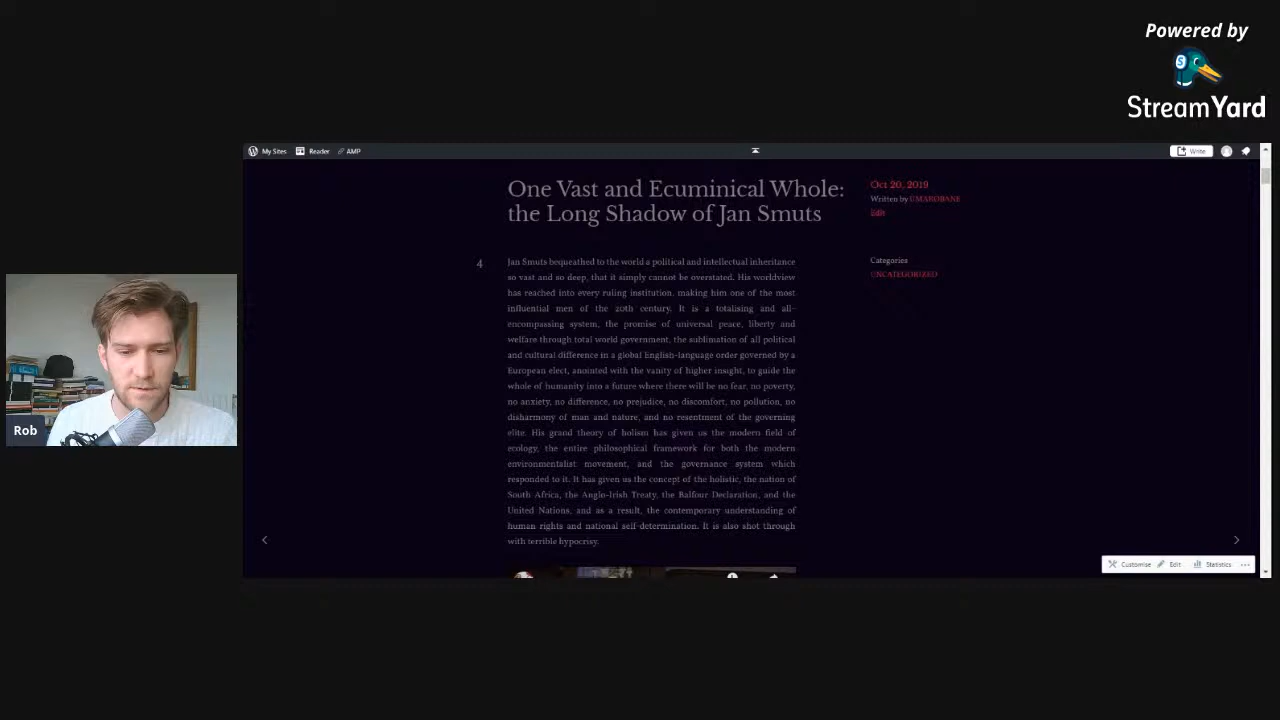 Powered by
StreamYard
My Sites Reader AMP
Write
One Vast and Ecuminical Whole:
the Long Shadow of Jan Smuts
Oct 20, 2019
Written by UMAROBANE
Edit
Categories
UNCATEGORIZED
4
Jan Smuts bequeathed to the world a political and intellectual inheritance
so vast and so deep, that it simply cannot be overstated. His worldview
has reached into every ruling institution, making him one of the most
influential men of the 20th century. It is a totalising and all-
encompassing system, the promise of universal peace, liberty and
welfare through total world government, the sublimation of all political
and cultural difference in a global English-language order governed by a
European elect, anointed with the vanity of higher insight, to guide the
whole of humanity into a future where there will be no fear, no poverty,
no anxiety, no difference, no prejudice, no discomfort, no pollution, no
disharmony of man and nature, and no resentment of the governing
elite. His grand theory of holism has given us the modern field of
ecology, the entire philosophical framework for both the modern
environmentalist movement, and the governance system which
responded to it. It has given us the concept of the holistic, the nation of
South Africa, the Anglo-Irish Treaty, the Balfour Declaration, and the
United Nations, and as a result, the contemporary understanding of
human rights and national self-determination. It is also shot through
with terrible hypocrisy.
Rob
Customise Edit Statistics